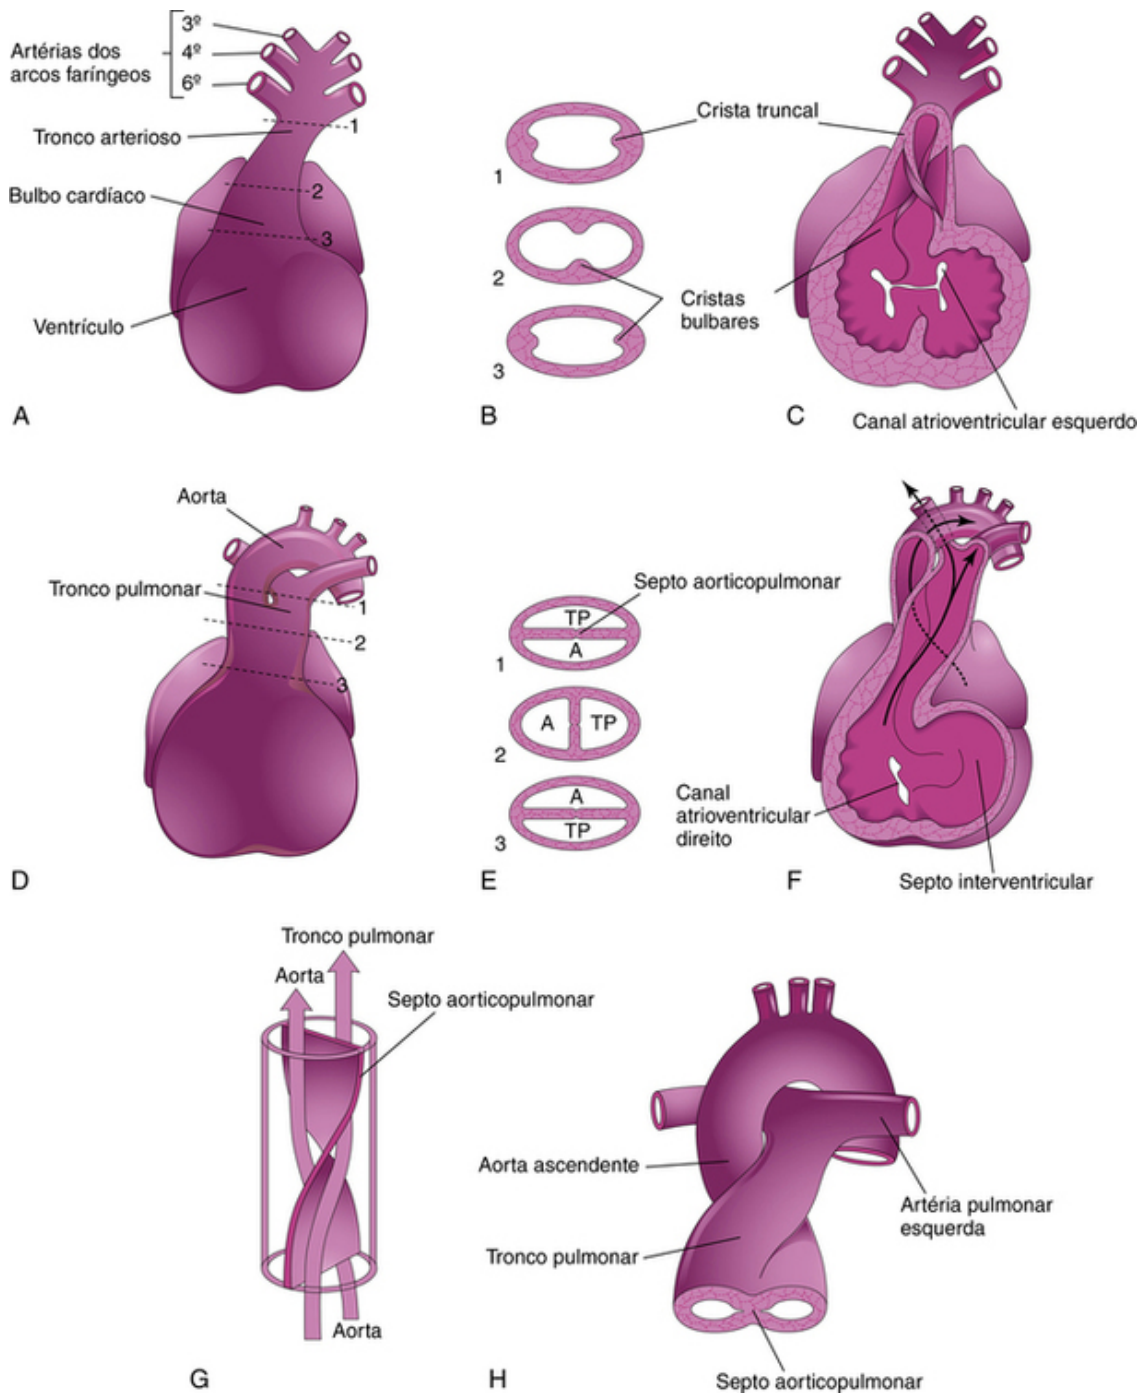 3º
Artérias dos
arcos faríngeos
4º
6º
1
Tronco arterioso
2
Bulbo cardíaco
3
Ventrículo
A
Crista truncal
1
2
Cristas
bulbares
3
B
Canal atrioventricular esquerdo
C
Aorta
Tronco pulmonar
1
2
3
D
Septo aorticopulmonar
TP
A
1
A
TP
2
A
TP
3
E
Canal
atrioventricular
direito
Septo interventricular
F
Tronco pulmonar
Aorta
Septo aorticopulmonar
Aorta
G
Aorta ascendente
Artéria pulmonar
esquerda
Tronco pulmonar
Septo aorticopulmonar
H